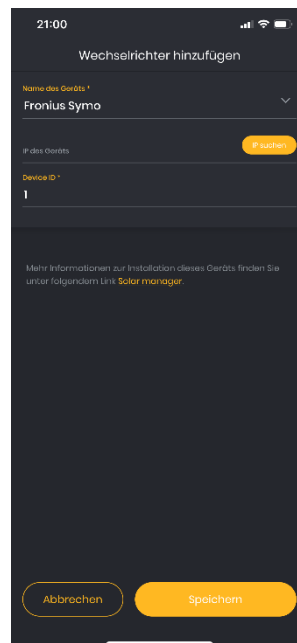 21:00
Wechselrichter hinzufügen
Name des Geräts *
Fronius Symo
IP des Geräts
IP suchen
Device ID *
1
Mehr Informationen zur Installation dieses Geräts finden Sie
unter folgendem Link Solar manager.
Abbrechen
Speichern